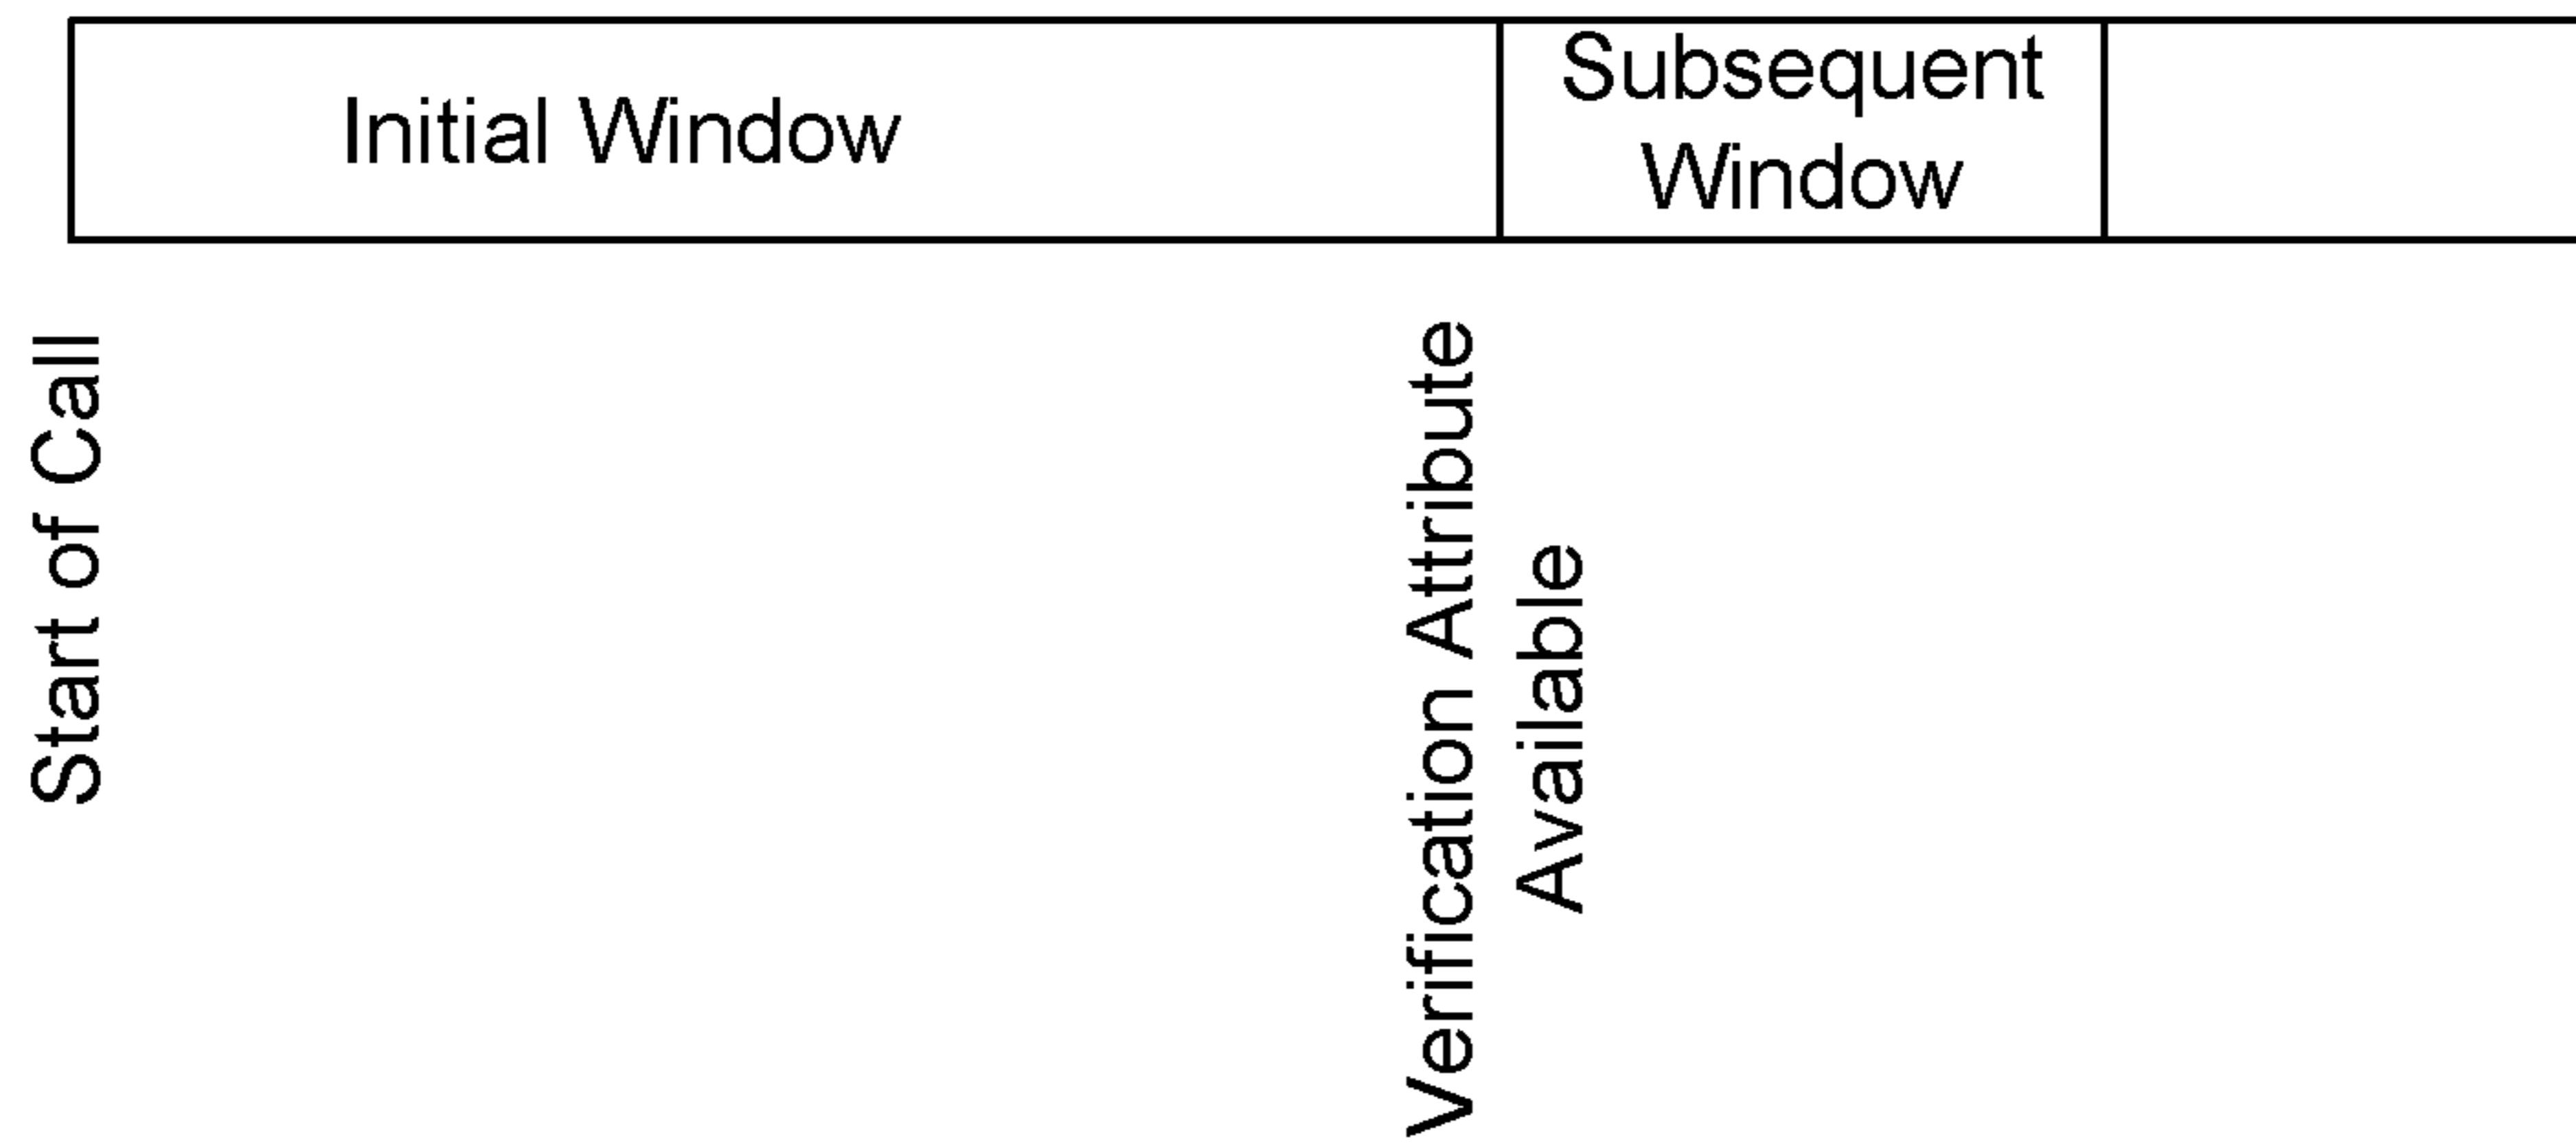 Initial Window
Subsequent
Window
Start of Call
Verification Attribute
Available